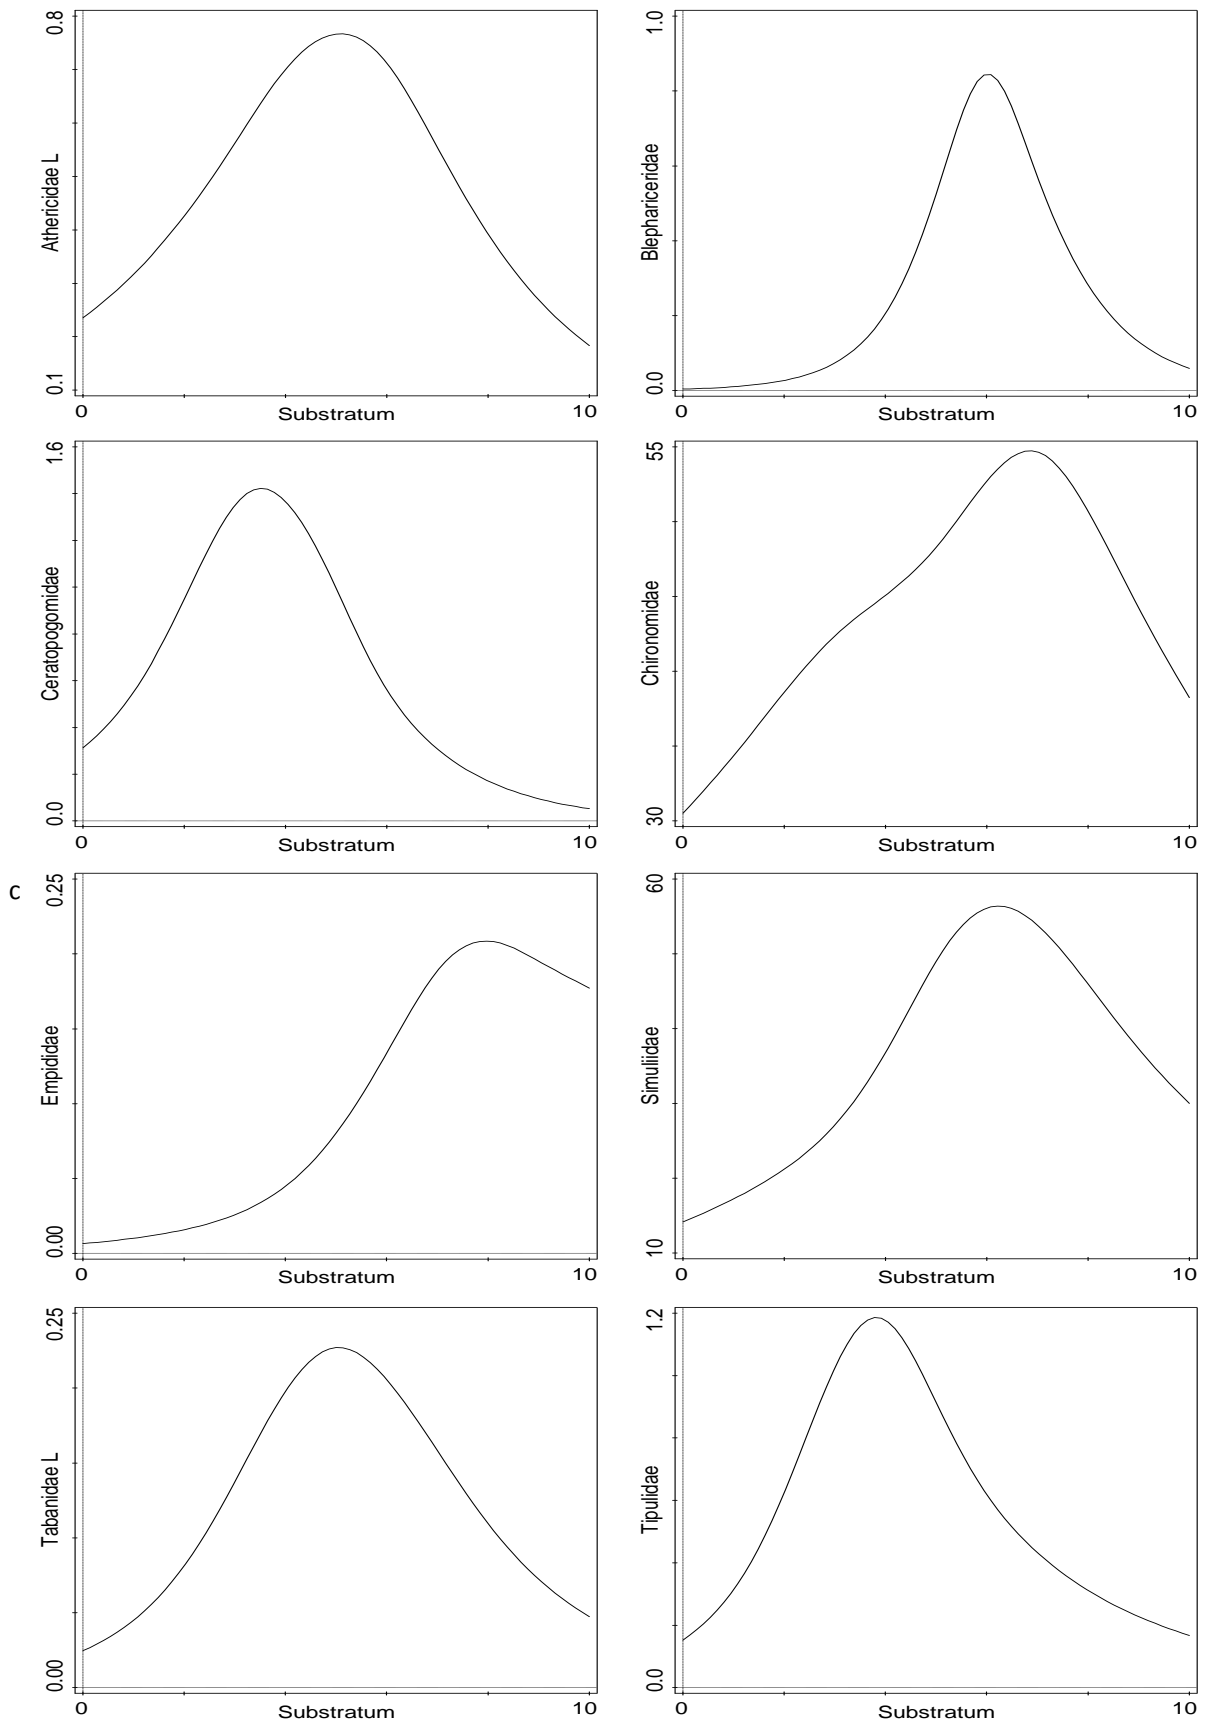 0.8
Athericidae L
0.1
0
Substratum
10
1.0
Blephariceridae
0.0
0
Substratum
10
1.6
Ceratopogomidae
0.0
0
Substratum
10
55
Chironomidae
30
0
Substratum
10
c
0.25
Empididae
0.00
0
Substratum
10
60
Simuliidae
10
0
Substratum
10
0.25
Tabanidae L
0.00
0
Substratum
10
1.2
Tipulidae
0.0
0
Substratum
10